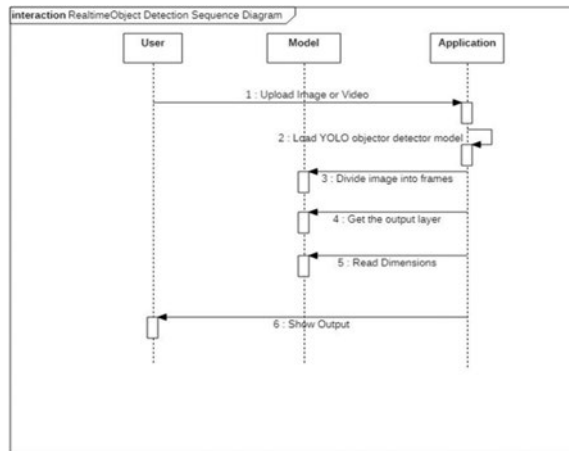 interaction RealtimeObject Detection Sequence Diagram
User Model Application
1 : Upload Image or Video
2 : Load YOLO objector detector model
3 : Divide image into frames
4 : Get the output layer
5 : Read Dimensions
6 : Show Output